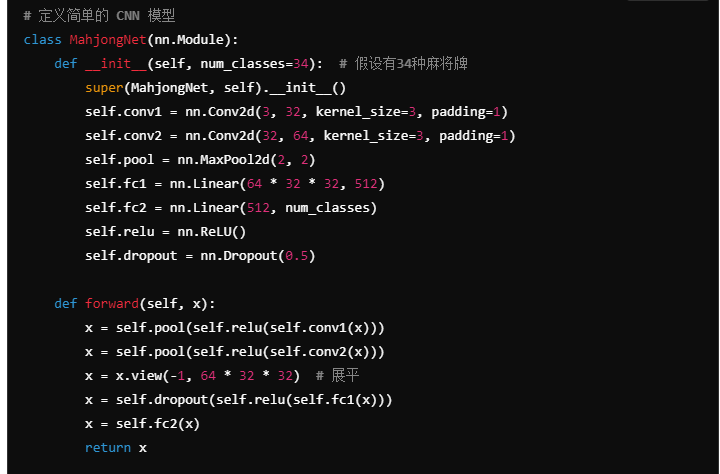 # 定义简单的 CNN 模型
class MahjongNet(nn.Module):
    def __init__(self, num_classes=34):  # 假设有34种麻将牌
        super(MahjongNet, self).__init__()
        self.conv1 = nn.Conv2d(3, 32, kernel_size=3, padding=1)
        self.conv2 = nn.Conv2d(32, 64, kernel_size=3, padding=1)
        self.pool = nn.MaxPool2d(2, 2)
        self.fc1 = nn.Linear(64 * 32 * 32, 512)
        self.fc2 = nn.Linear(512, num_classes)
        self.relu = nn.ReLU()
        self.dropout = nn.Dropout(0.5)

    def forward(self, x):
        x = self.pool(self.relu(self.conv1(x)))
        x = self.pool(self.relu(self.conv2(x)))
        x = x.view(-1, 64 * 32 * 32)  # 展平
        x = self.dropout(self.relu(self.fc1(x)))
        x = self.fc2(x)
        return x